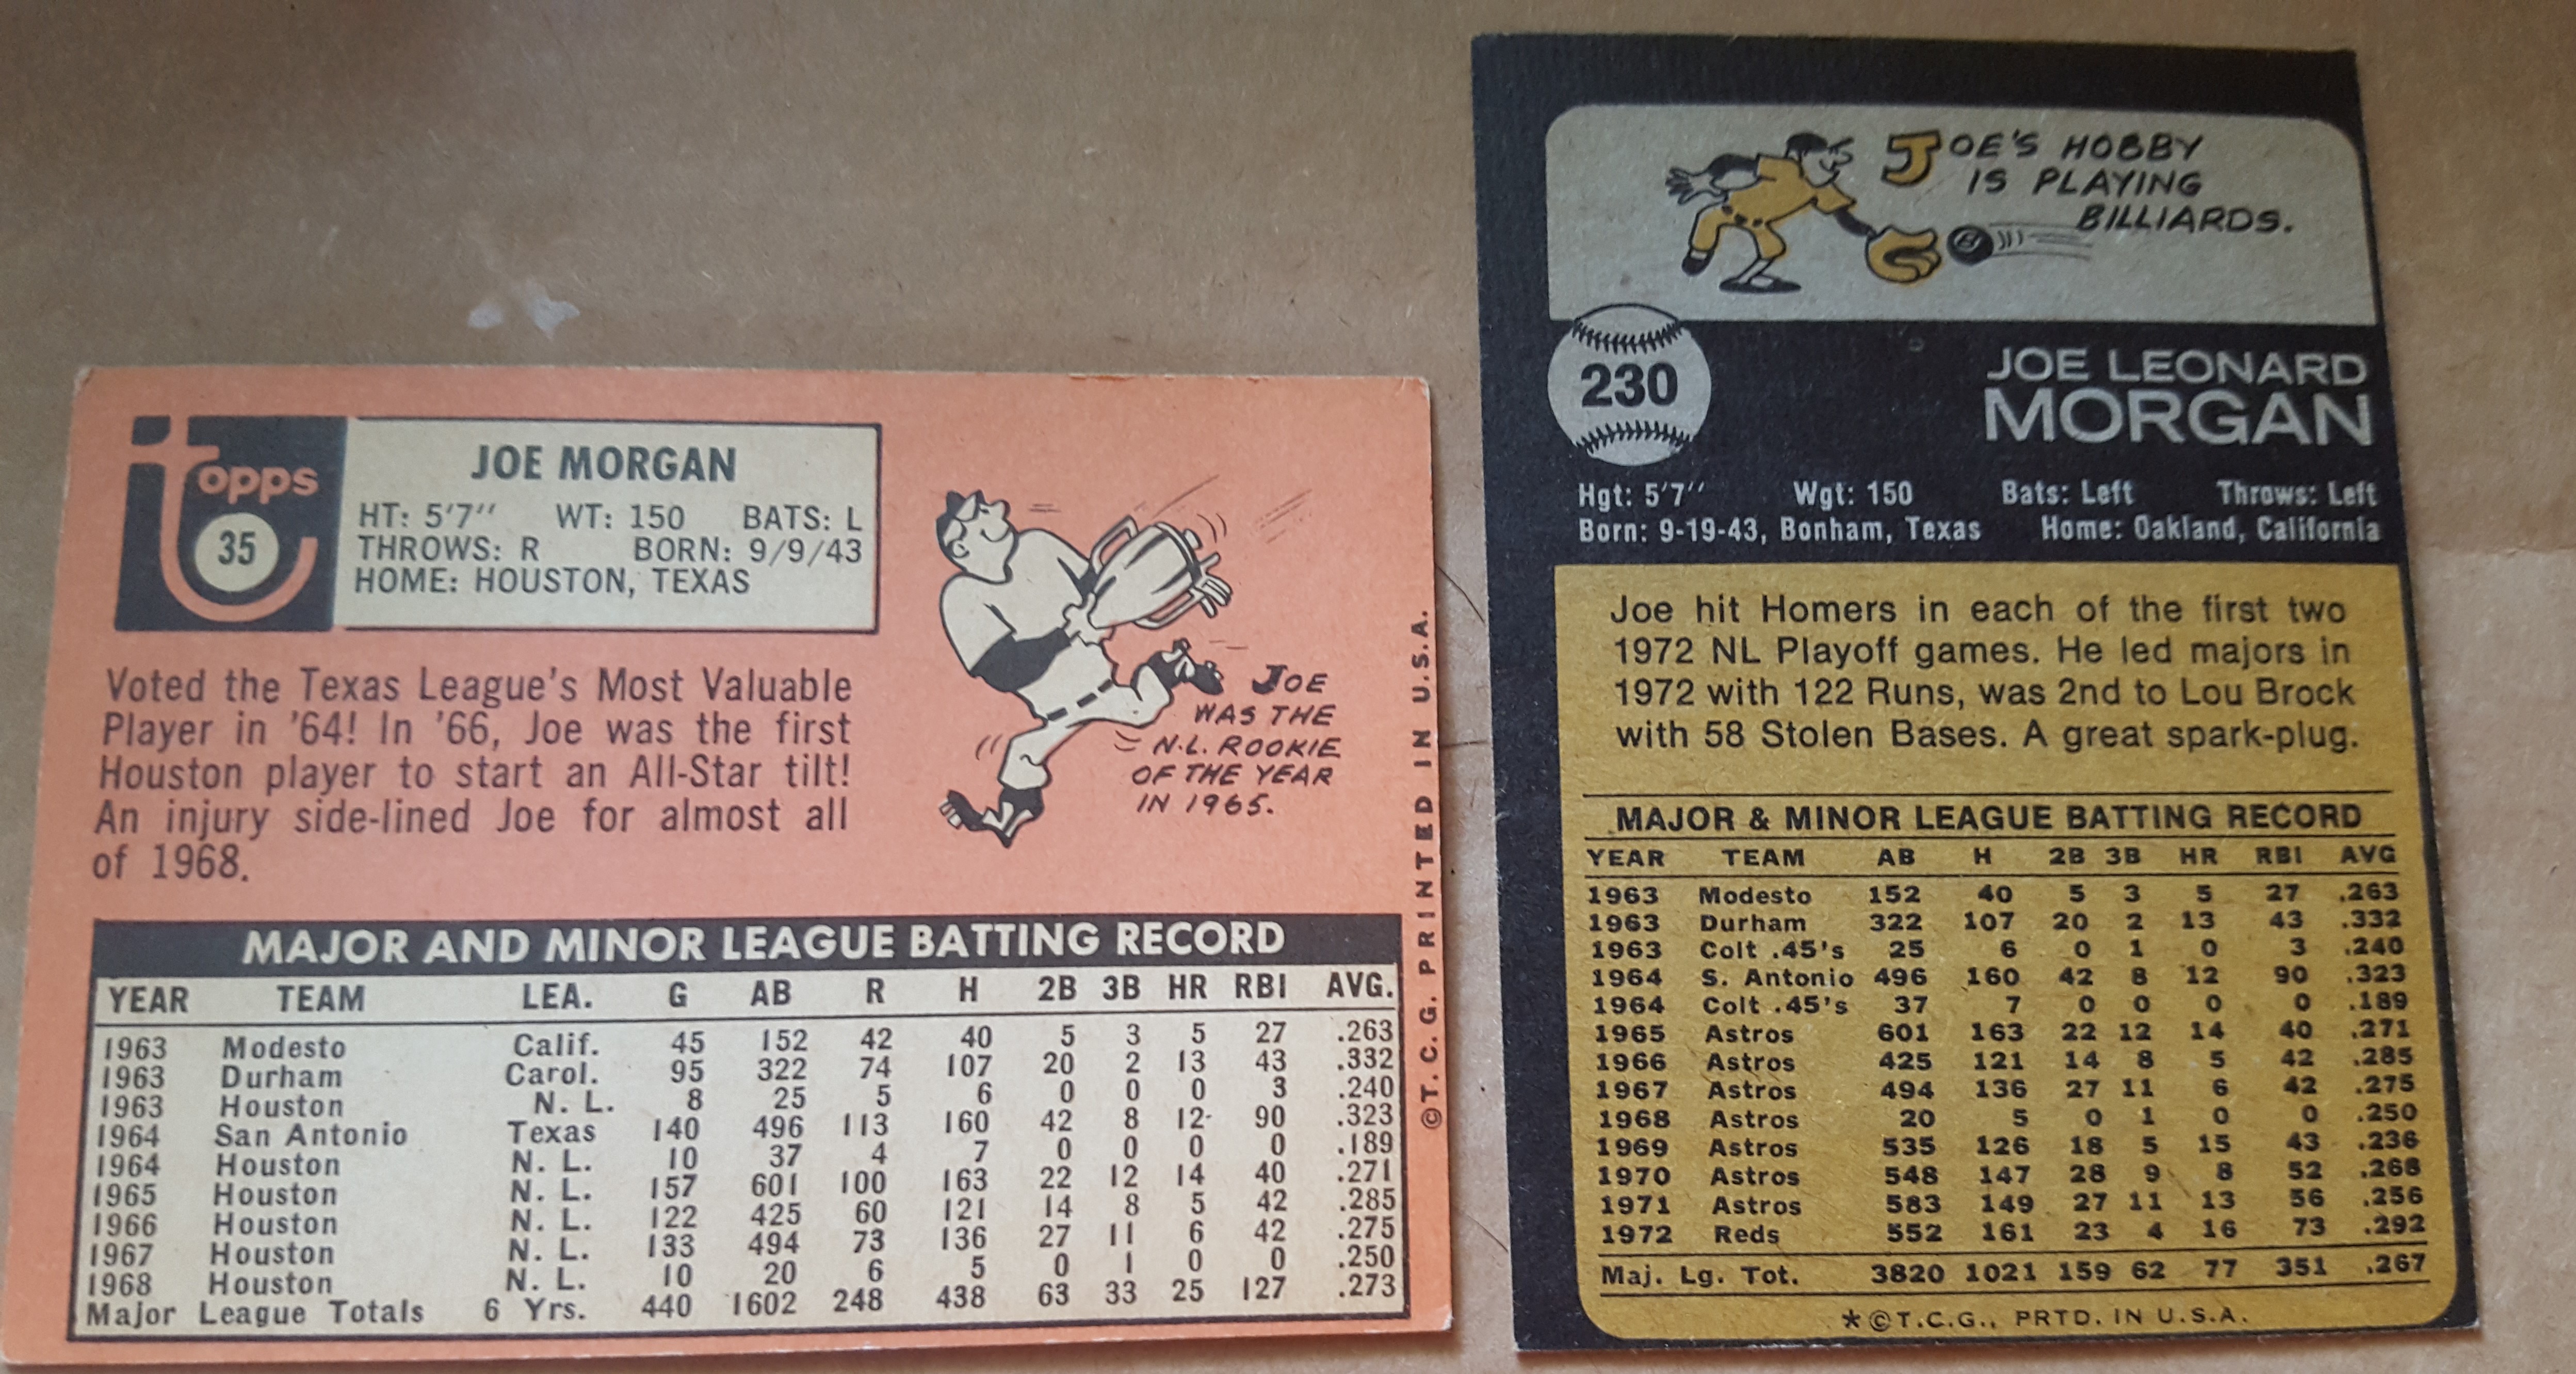 Topps
35
JOE MORGAN
HT: 5'7" WT: 150 BATS: L
THROWS: R BORN: 9/9/43
HOME: HOUSTON, TEXAS
Voted the Texas League's Most Valuable
Player in '64! In '66, Joe was the first
Houston player to start an All-Star tilt!
An injury side-lined Joe for almost all
of 1968.
JOE
WAS THE
N.L. ROOKIE
OF THE YEAR
IN 1965.
MAJOR AND MINOR LEAGUE BATTING RECORD
YEAR TEAM LEA. G AB R H 2B 3B HR RBI AVG.
1963 Modesto Calif. 45 152 42 40 5 3 5 27 .263
1963 Durham Carol. 95 322 74 107 20 2 13 43 .332
1963 Houston N. L. 8 25 5 6 0 0 0 3 .240
1964 San Antonio Texas 140 496 113 160 42 8 12 90 .323
1964 Houston N. L. 10 37 4 7 0 0 0 0 .189
1965 Houston N. L. 157 601 100 163 22 12 14 40 .271
1966 Houston N. L. 122 425 60 121 14 8 5 42 .285
1967 Houston N. L. 133 494 73 136 27 11 6 42 .275
1968 Houston N. L. 10 20 6 5 0 1 0 0 .250
Major League Totals 6 Yrs. 440 1602 248 438 63 33 25 127 .273
©T. C. G. PRINTED IN U.S.A.
JOE'S HOBBY
IS PLAYING
BILLIARDS.
8
230
JOE LEONARD
MORGAN
Hgt: 5'7" Wgt: 150 Bats: Left Throws: Left
Born: 9-19-43, Bonham, Texas Home: Oakland, California
Joe hit Homers in each of the first two
1972 NL Playoff games. He led majors in
1972 with 122 Runs, was 2nd to Lou Brock
with 58 Stolen Bases. A great spark-plug.
MAJOR & MINOR LEAGUE BATTING RECORD
YEAR TEAM AB H 2B 3B HR RBI AVG
1963 Modesto 152 40 5 3 5 27 .263
1963 Durham 322 107 20 2 13 43 .332
1963 Colt .45's 25 6 0 1 0 3 .240
1964 S. Antonio 496 160 42 8 12 90 .323
1964 Colt .45's 37 7 0 0 0 0 .189
1965 Astros 601 163 22 12 14 40 .271
1966 Astros 425 121 14 8 5 42 .285
1967 Astros 494 136 27 11 6 42 .275
1968 Astros 20 5 0 1 0 0 .250
1969 Astros 535 126 18 5 15 43 .236
1970 Astros 548 147 28 9 8 52 .268
1971 Astros 583 149 27 11 13 56 .256
1972 Reds 552 161 23 4 16 73 .292
Maj. Lg. Tot. 3820 1021 159 62 77 351 .267
*©T.C.G., PRTD. IN U.S.A.